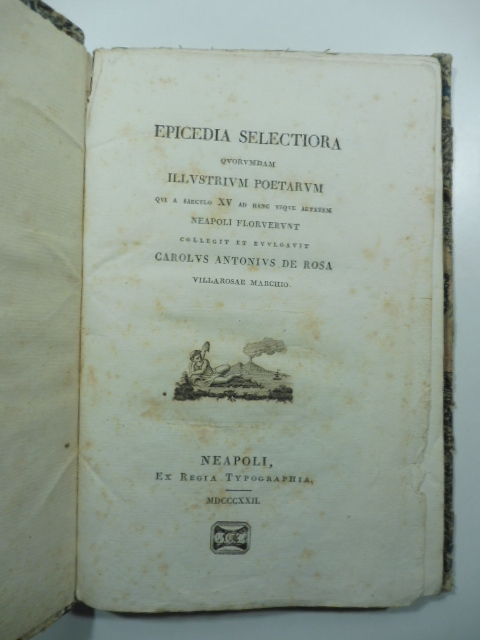 EPICEDIA SELECTIORA
QVORVMDAM
ILLVSTRIVM POETARVM
QVI A SAECVLO XV AD HANC VSQVE AETATEM
NEAPOLI FLORVERVNT
COLLEGIT ET EVVLGAVIT
CAROLVS ANTONIVS DE ROSA
VILLAROSAE MARCHIO.
NEAPOLI,
EX REGIA TYPOGRAPHIA.
MDCCCXXII.